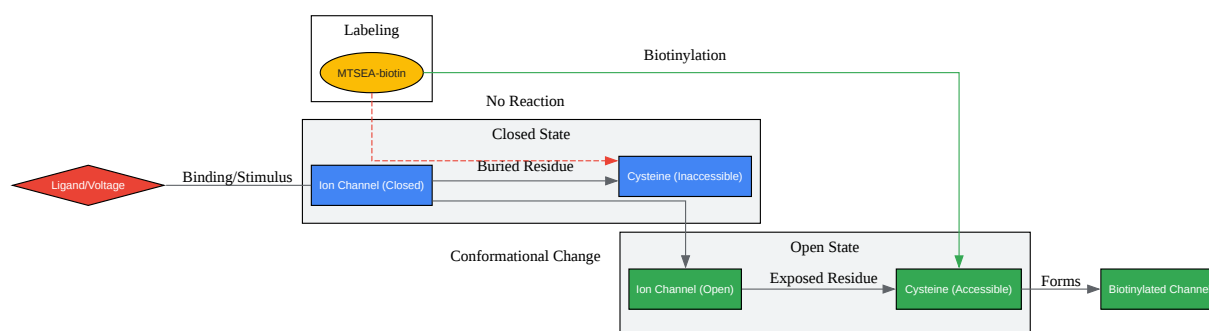 Labeling
MTSEA-biotin
Biotinylation
No Reaction
Closed State
Ligand/Voltage
Binding/Stimulus
Ion Channel (Closed)
Buried Residue
Cysteine (Inaccessible)
Conformational Change
Open State
Ion Channel (Open)
Exposed Residue
Cysteine (Accessible)
Forms
Biotinylated Channel